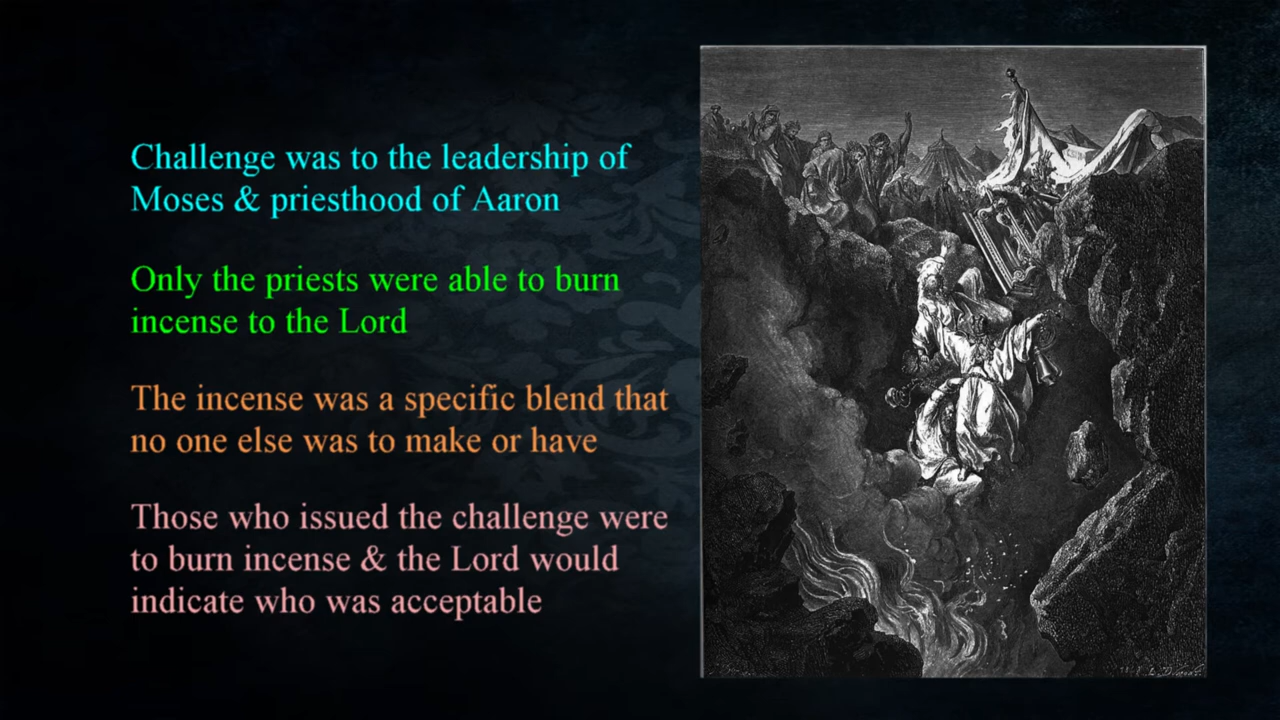 Challenge was to the leadership of
Moses & priesthood of Aaron
Only the priests were able to burn
incense to the Lord
The incense was a specific blend that
no one else was to make or have
Those who issued the challenge were
to burn incense & the Lord would
indicate who was acceptable